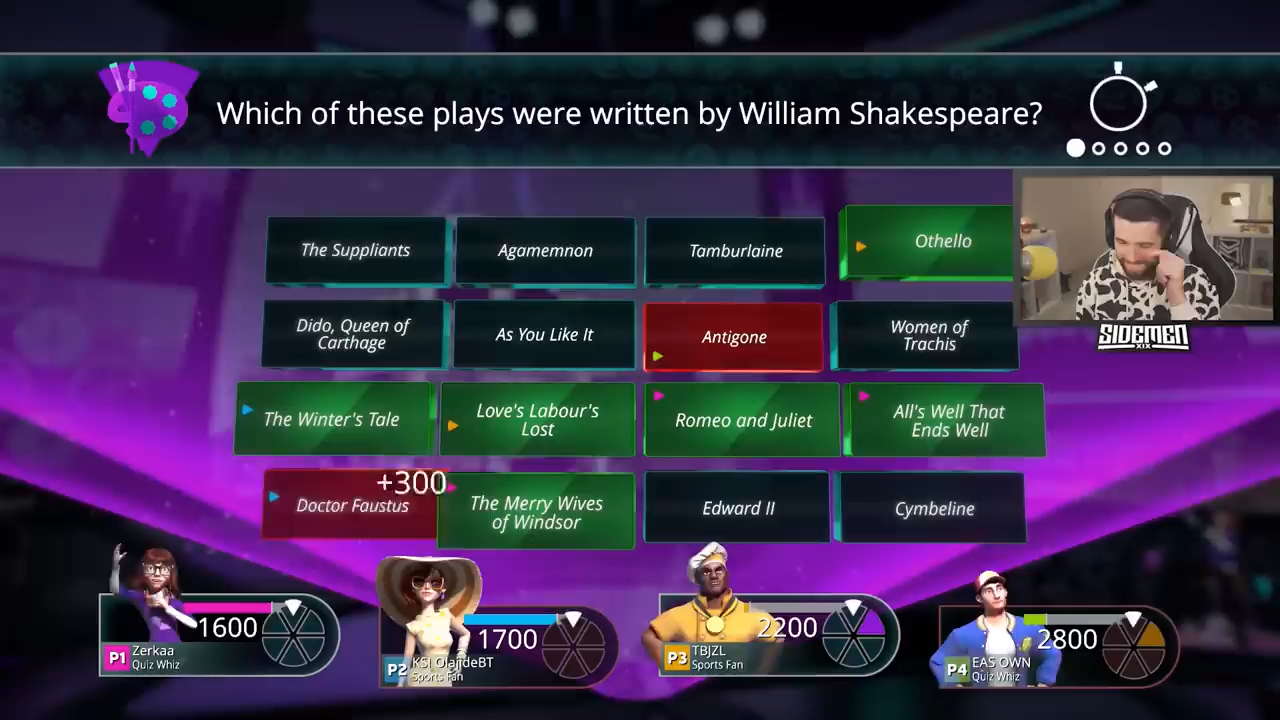 Which of these plays were written by William Shakespeare?
The Suppliants
Agamemnon
Tamburlaine
Othello
Dido, Queen of
Carthage
As You Like It
Antigone
Women of
Trachis
SIDEMEN
XIX
The Winter's Tale
Love's Labour's
Lost
Romeo and Juliet
All's Well That
Ends Well
+300
Doctor Faustus
The Merry Wives
of Windsor
Edward II
Cymbeline
1600
P1 Zerkaa
Quiz Whiz
1700
P2 KSI OlajideBT
Sports Fan
2200
P3 TBJZL
Sports Fan
2800
P4 EAS OWN
Quiz Whiz